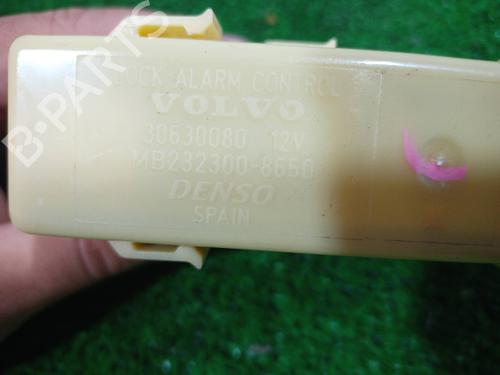 B-PARTS
LOCK ALARM CONTROL
VOLVO
30630080 12V
MB232300-8650
DENSO
SPAIN